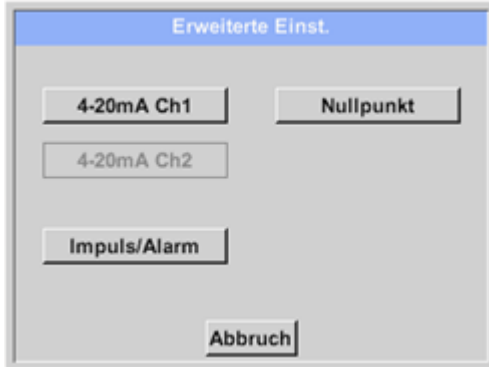 Erweiterte Einst.
4-20mA Ch1
Nullpunkt
4-20mA Ch2
Impuls/Alarm
Abbruch